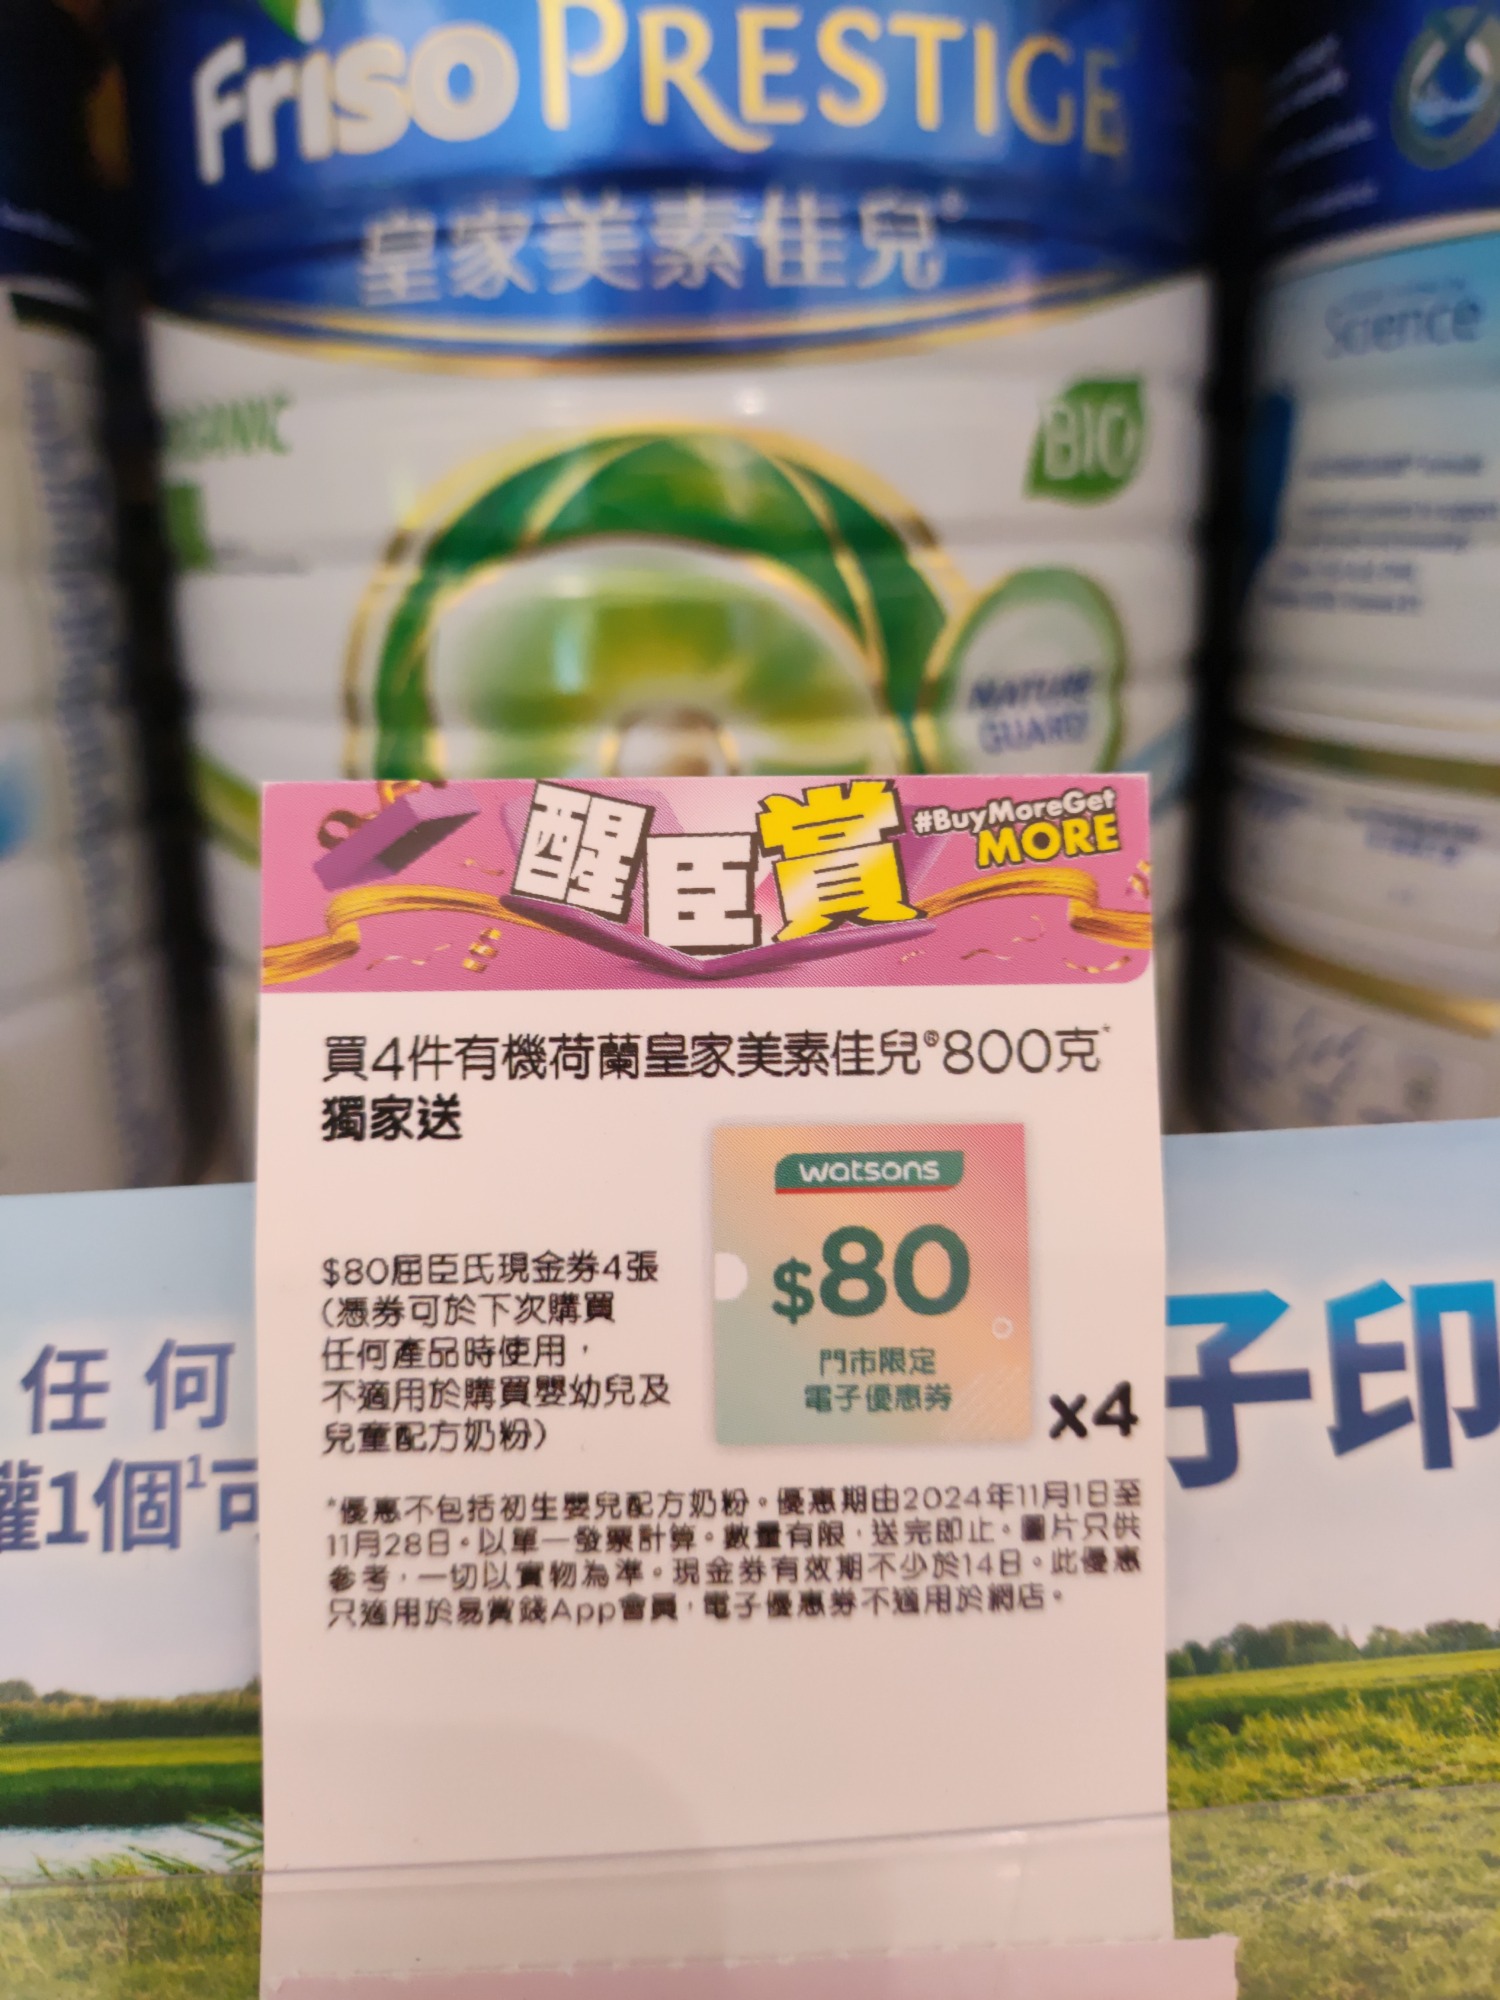 Friso PRESTIGE
皇家美素佳兒®
ORGANIC
BIO
Science
NATURE
GUARD
醒臣賞
#BuyMoreGet
MORE
買4件有機荷蘭皇家美素佳兒®800克*
獨家送
watsons
$80
門市限定
電子優惠券
x4
$80屈臣氏現金券4張
(憑券可於下次購買
任何產品時使用，
不適用於購買嬰幼兒及
兒童配方奶粉)
*優惠不包括初生嬰兒配方奶粉。優惠期由2024年11月1日至
11月28日。以單一發票計算。數量有限，送完即止。圖片只供
參考，一切以實物為準。現金券有效期不少於14日。此優惠
只適用於易賞錢App會員，電子優惠券不適用於網店。
任何
罐1個¹可
子印